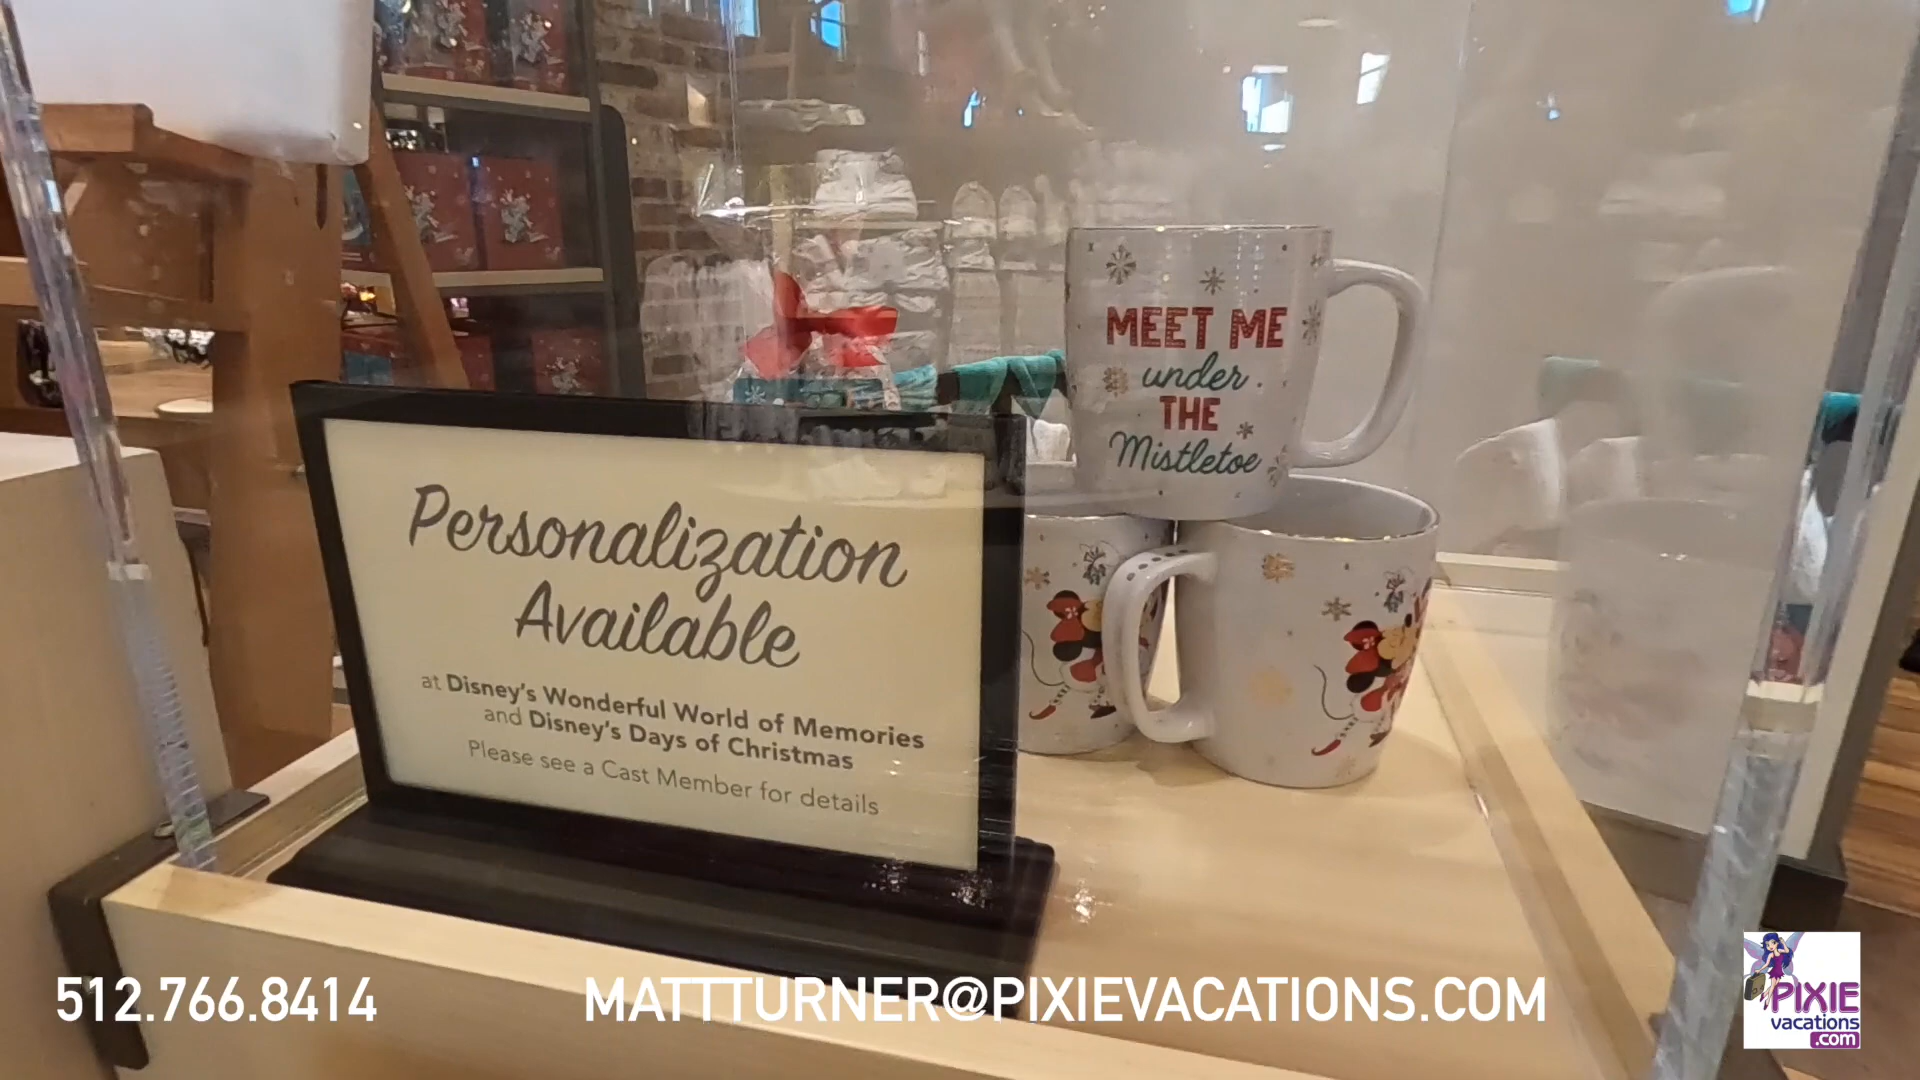 MEET ME
under
THE
Mistletoe
Personalization
Available
at Disney's Wonderful World of Memories
and Disney's Days of Christmas
Please see a Cast Member for details
512.766.8414
MATTTURNER@PIXIEVACATIONS.COM
PIXIE
vacations
.com